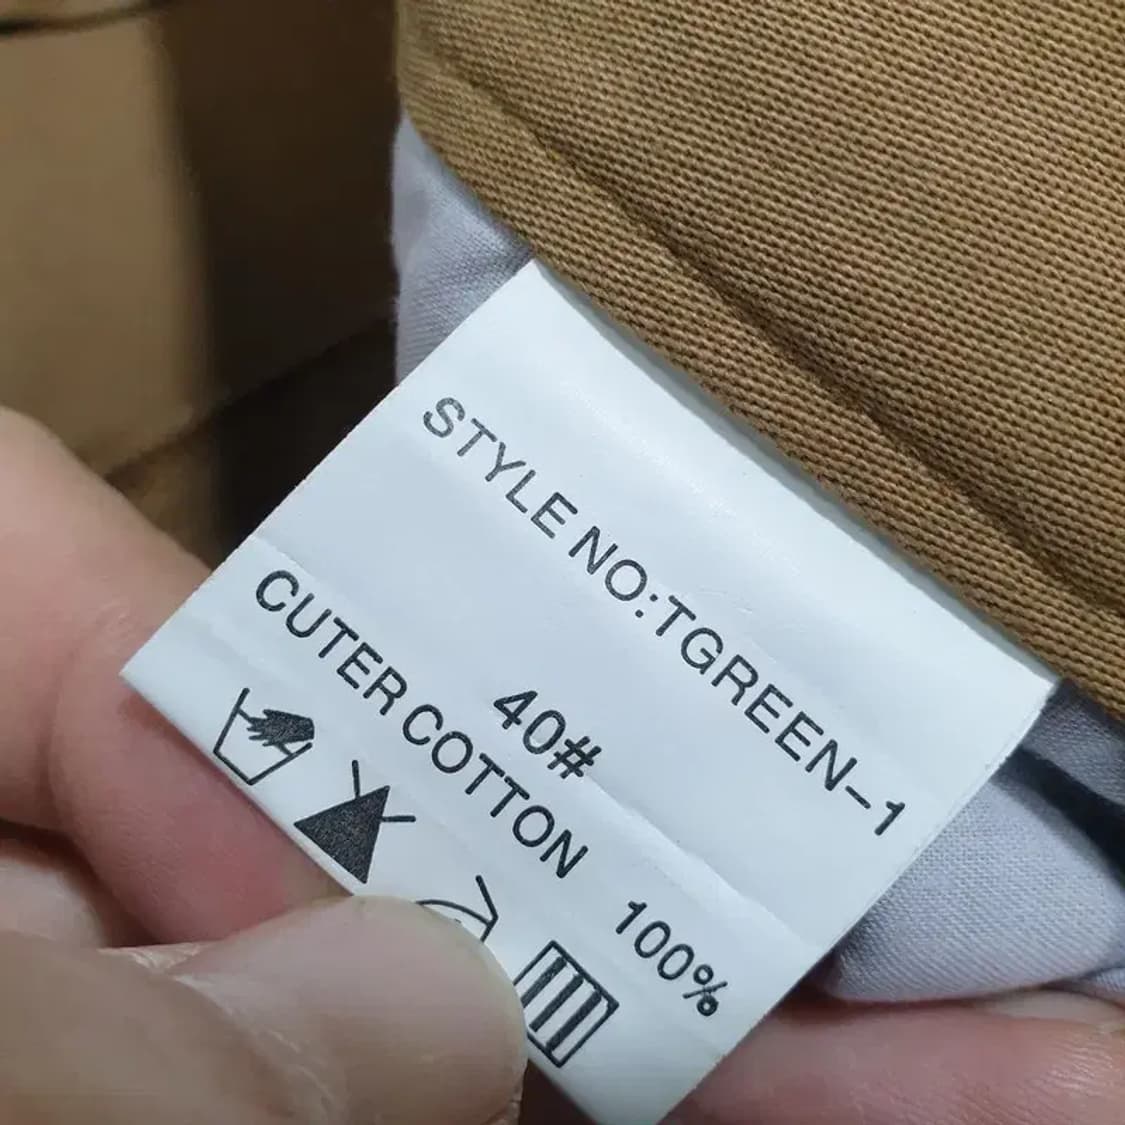 STYLE NO:TGREEN-1
40#
CUTER COTTON 100%